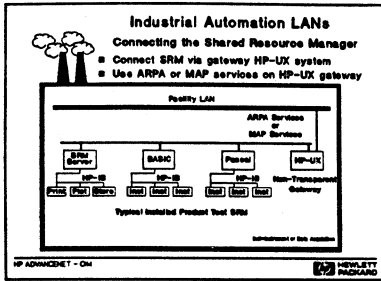 Industrial Automation LANs
Connecting the Shared Resource Manager
Connect SRM via gateway HP-UX system
Use ARPA or MAP services on HP-UX gateway
Facility LAN
ARPA Services
or
MAP Services
SRM Server
BASIC
Pascal
HP-UX
HP-IB
HP-IB
HP-IB
Non-Transparent
Gateway
Print Plot Store
Inst Inst Inst
Inst Inst Inst
Typical Installed Product Test SRM
HP ADVANCENET - OM
HEWLETT
PACKARD